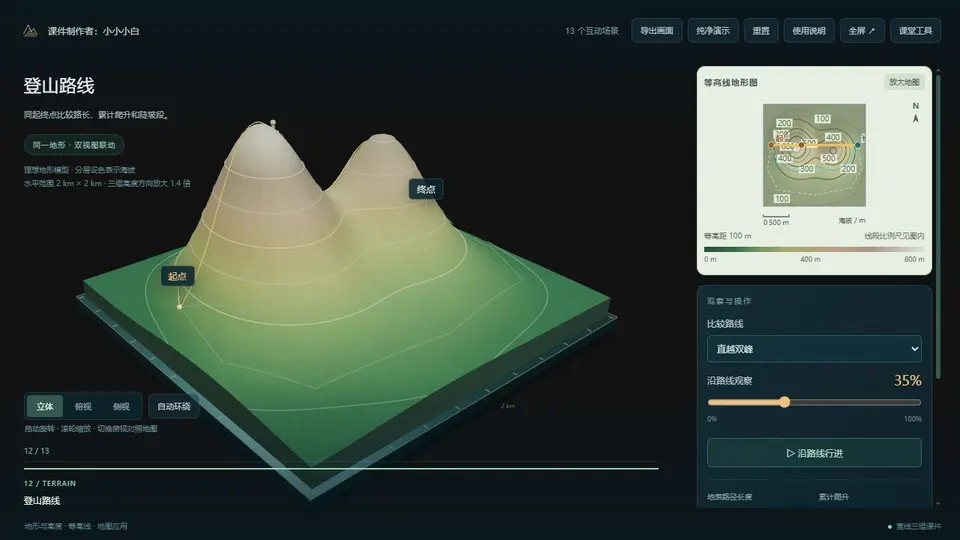 课件制作者：小小小白
13 个互动场景
导出画面
纯净演示
重置
使用说明
全屏 ↗
课堂工具
登山路线
同起终点比较路长、累计爬升和陡坡段。
同一地形 · 双视图联动
理想地形模型 · 分层设色表示海拔
水平范围 2 km × 2 km · 三维高度方向放大 1.4 倍
起点
终点
2 km
立体
俯视
侧视
自动环绕
拖动旋转 · 滚轮缩放 · 切换俯视对照地图
12 / 13
12 / TERRAIN
登山路线
地形与高度 · 等高线 · 地图应用
等高线地形图
放大地图
N
100
200
400
400
500
300
200
100
0 500 m
海拔 / m
等高距 100 m
线段比例尺见图内
0 m
400 m
800 m
观察与操作
比较路线
直越双峰
沿路线观察
35%
0%
100%
▷ 沿路线行进
地表路径长度
累计爬升
离线三维课件